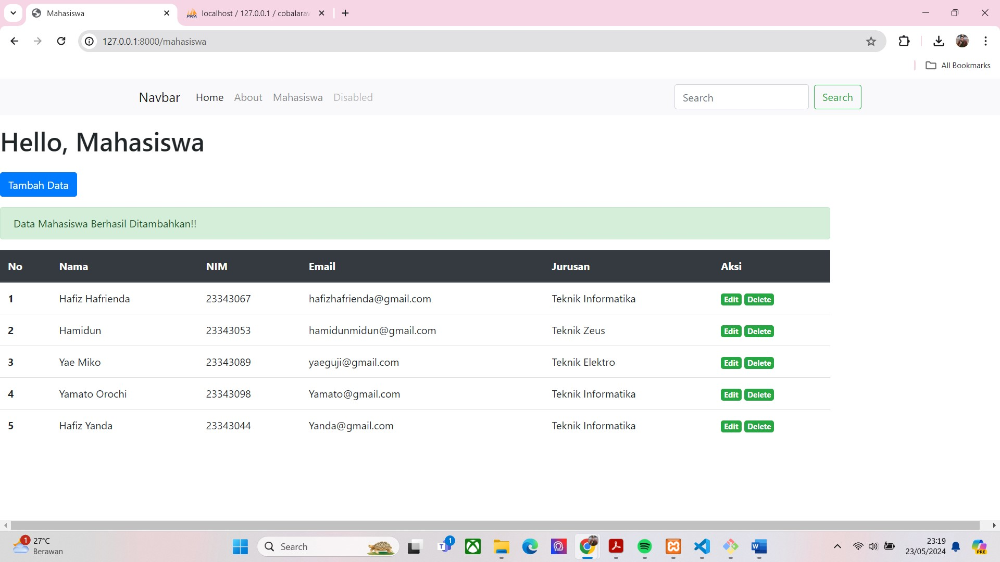 Mahasiswa
localhost / 127.0.0.1 / cobalarav
127.0.0.1:8000/mahasiswa
All Bookmarks
Navbar Home About Mahasiswa Disabled Search Search
Hello, Mahasiswa
Tambah Data
Data Mahasiswa Berhasil Ditambahkan!!
No Nama NIM Email Jurusan Aksi
1 Hafiz Hafrienda 23343067 hafizhafrienda@gmail.com Teknik Informatika Edit Delete
2 Hamidun 23343053 hamidunmidun@gmail.com Teknik Zeus Edit Delete
3 Yae Miko 23343089 yaeguji@gmail.com Teknik Elektro Edit Delete
4 Yamato Orochi 23343098 Yamato@gmail.com Teknik Informatika Edit Delete
5 Hafiz Yanda 23343044 Yanda@gmail.com Teknik Informatika Edit Delete
1 27°C
Berawan
Search
1
23:19
23/05/2024
PRE